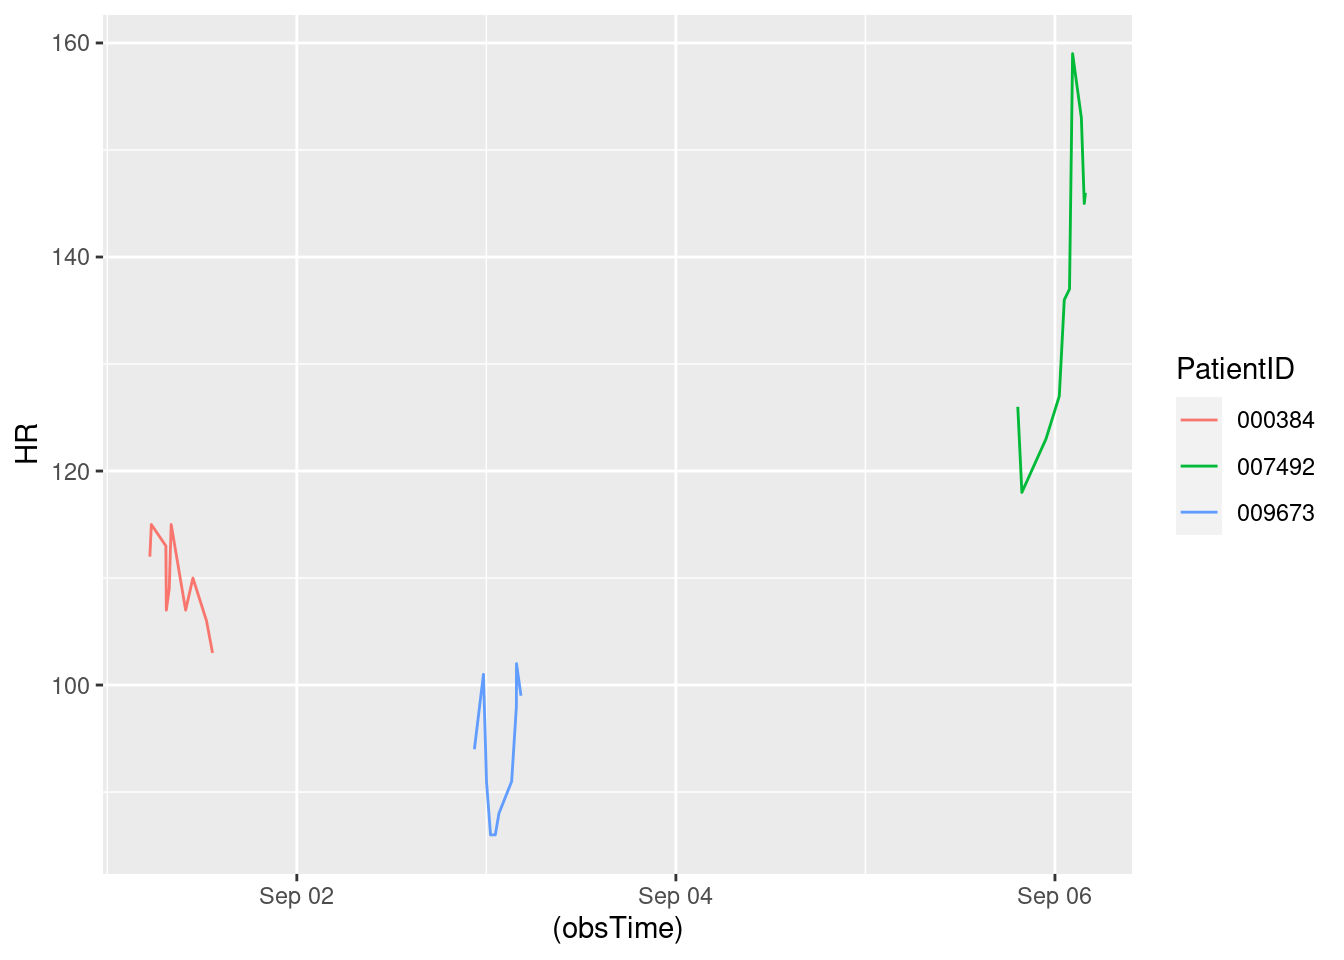 160
140
120
100
HR
Sep 02
Sep 04
Sep 06
(obsTime)
PatientID
000384
007492
009673